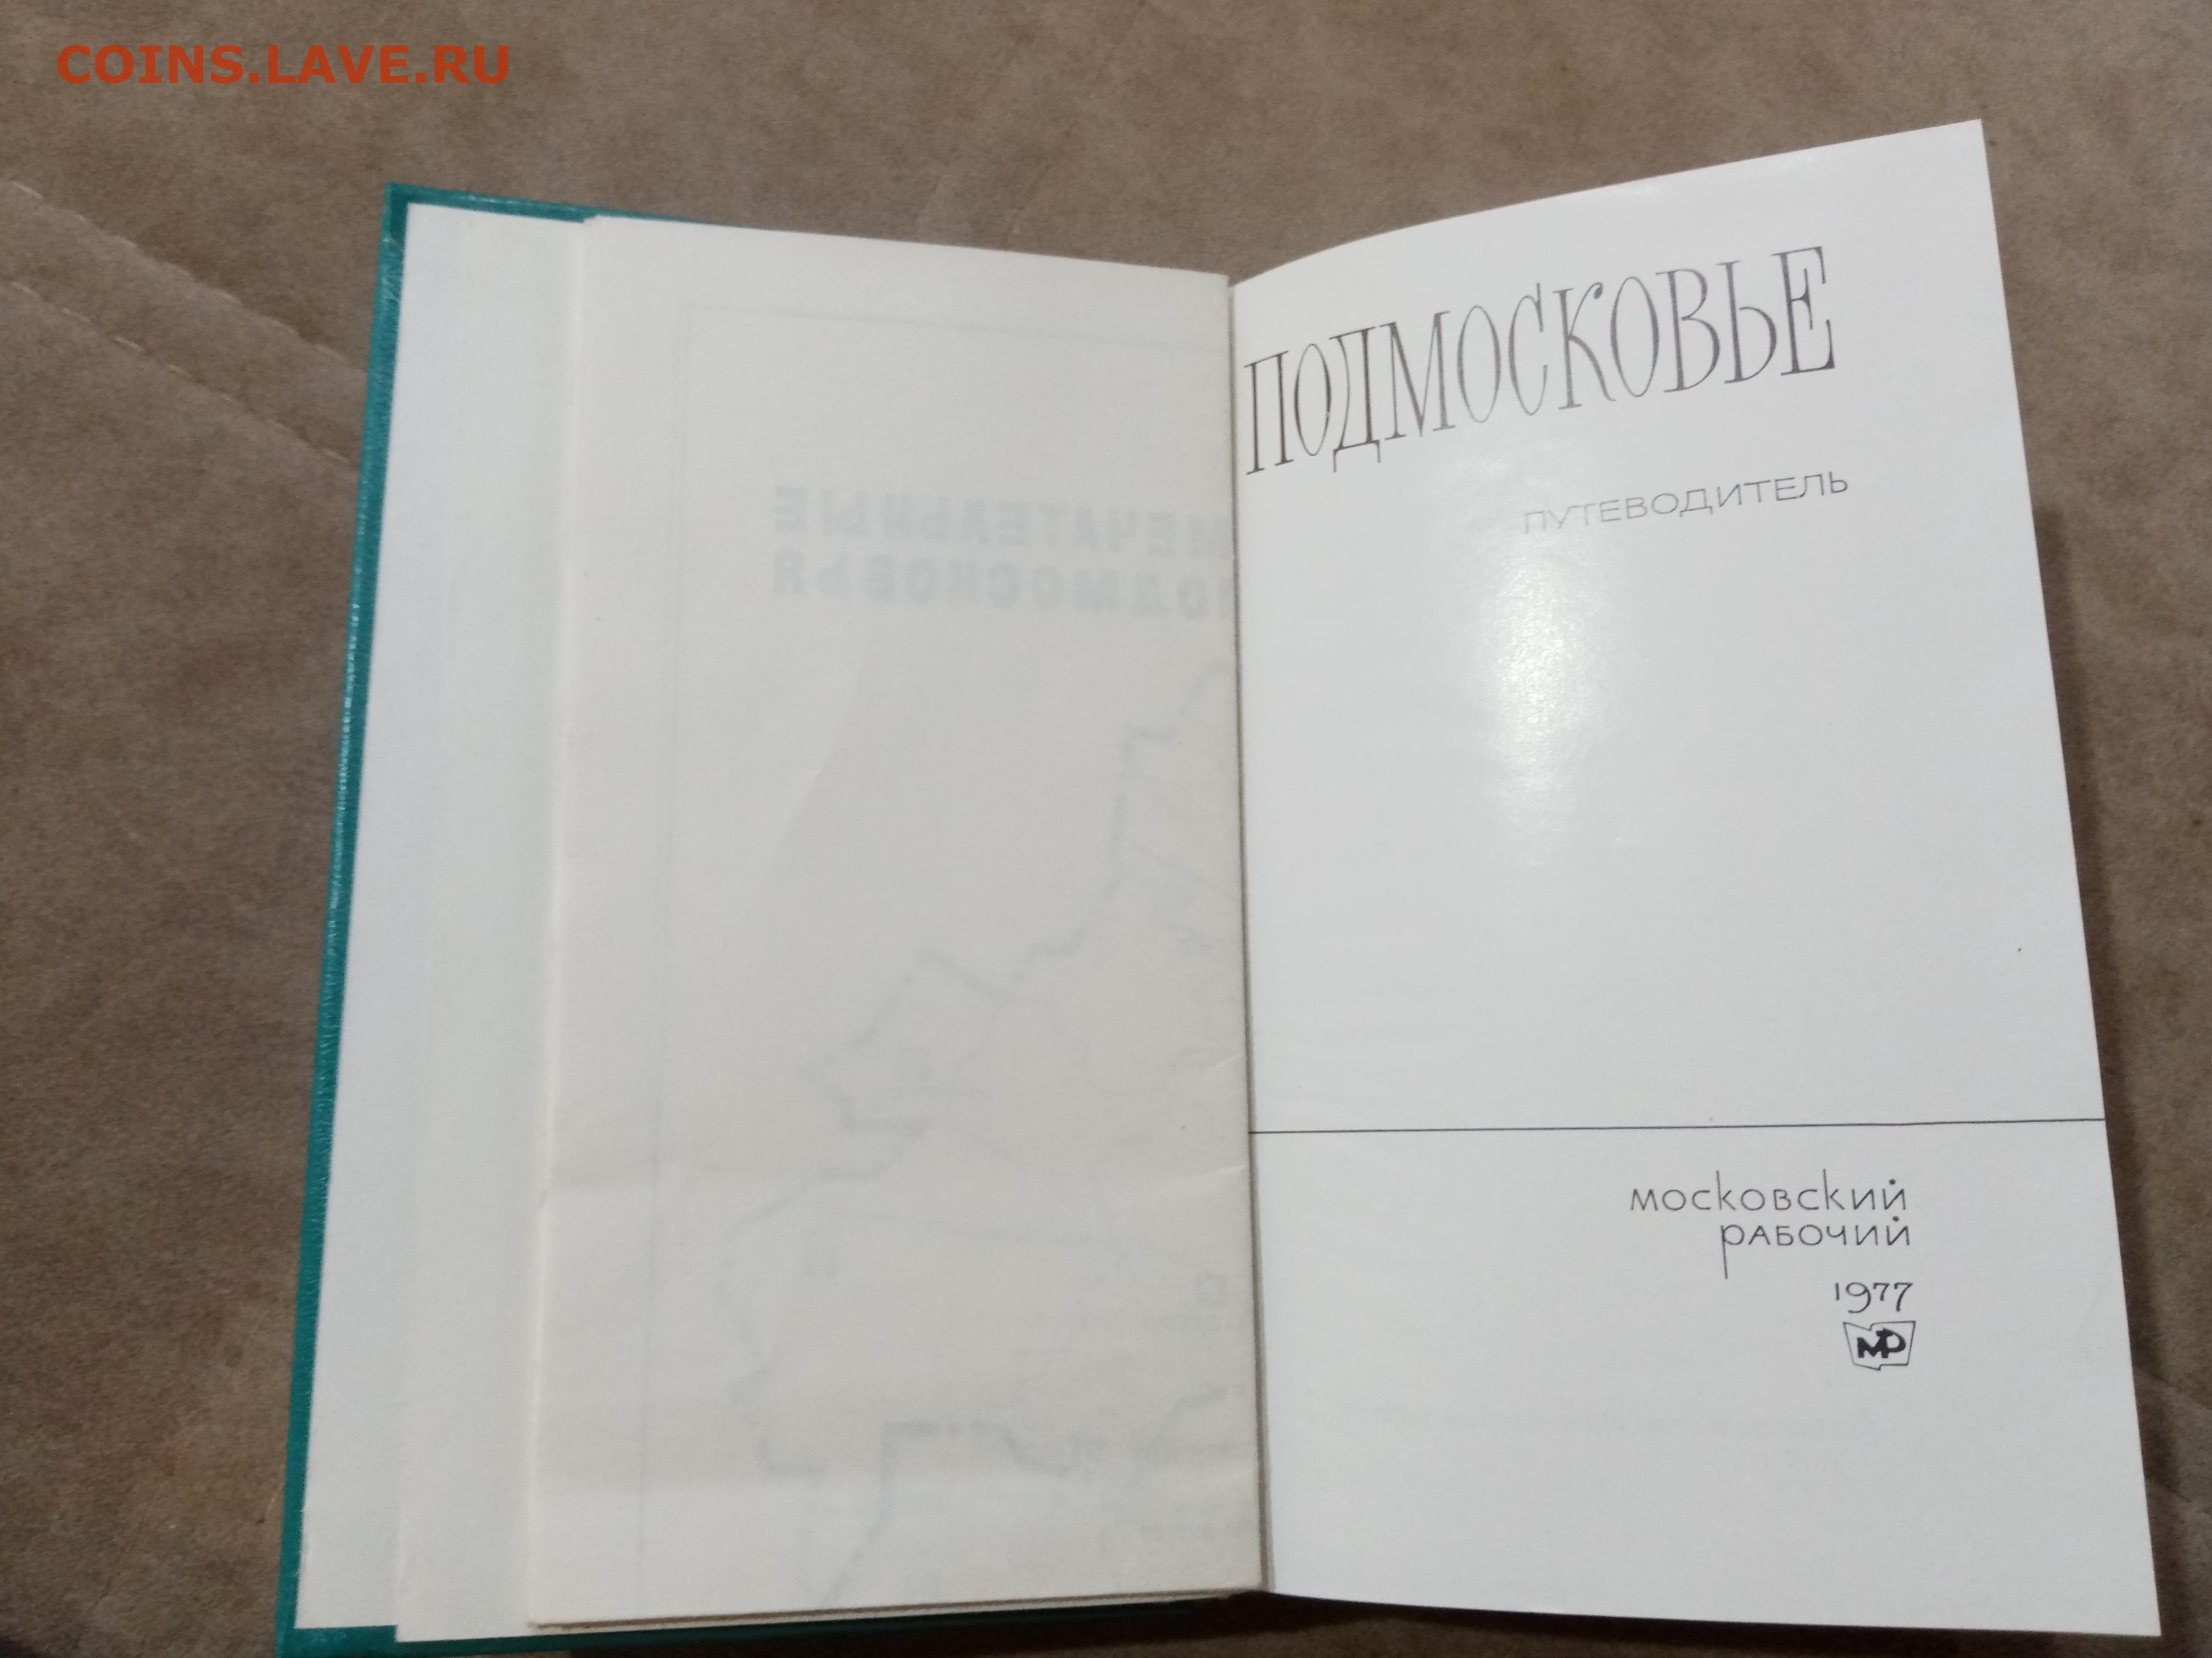 COINS.LAVE.RU
ПОДМОСКОВЬЕ
ПУТЕВОДИТЕЛЬ
МОСКОВСКИЙ
РАБОЧИЙ
1977
МР